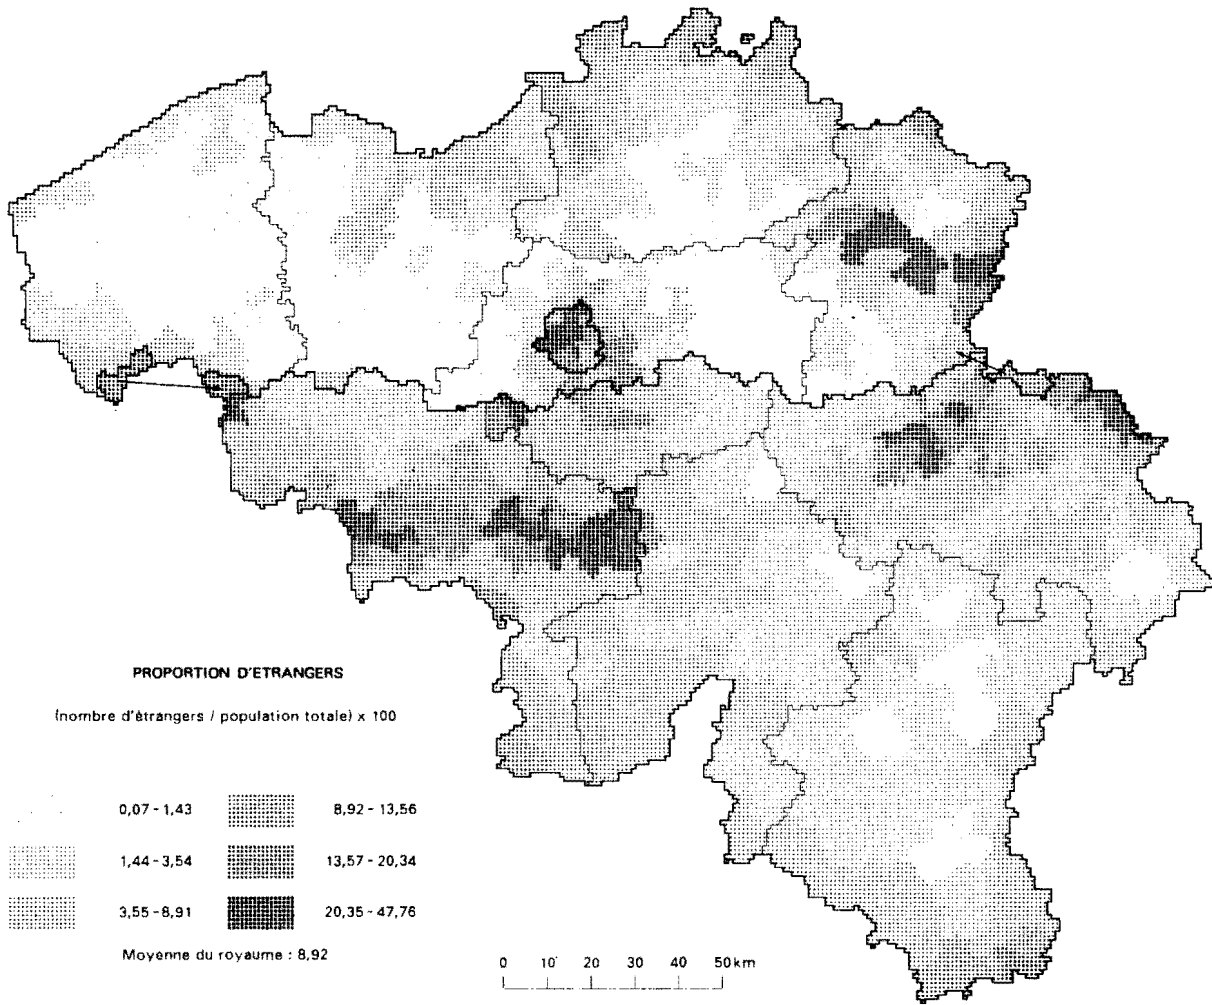 PROPORTION D'ETRANGERS
(nombre d'étrangers / population totale) x 100
0,07 - 1,43
8,92 - 13,56
1,44 - 3,54
13,57 - 20,34
3,55 - 8,91
20,35 - 47,76
Moyenne du royaume : 8,92
0 10 20 30 40 50 km